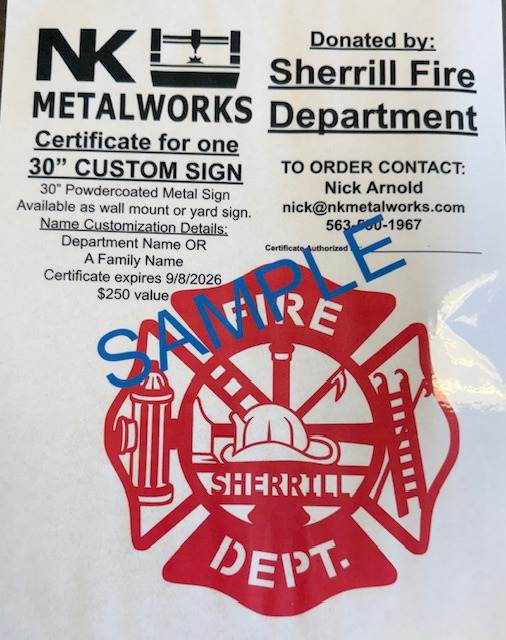 NK
METALWORKS
Certificate for one
30” CUSTOM SIGN
30" Powdercoated Metal Sign
Available as wall mount or yard sign.
Name Customization Details:
Department Name OR
A Family Name
Certificate expires 9/8/2026
$250 value
Donated by:
Sherrill Fire
Department
TO ORDER CONTACT:
Nick Arnold
nick@nkmetalworks.com
Certificate Authorized
SAMPLE
FIRE
SHERRILL
DEPT.